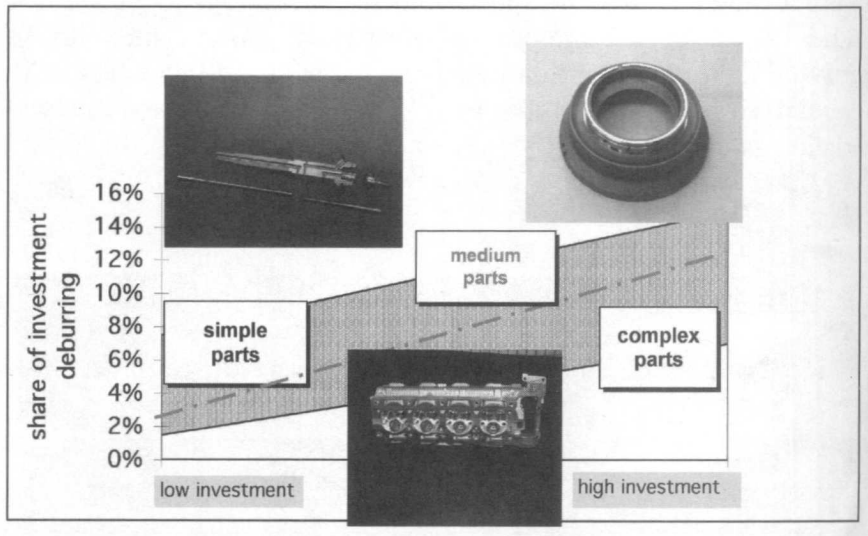 share of investment
deburring
16%
14%
12%
10%
8%
6%
4%
2%
0%
simple
parts
medium
parts
complex
parts
low investment
high investment